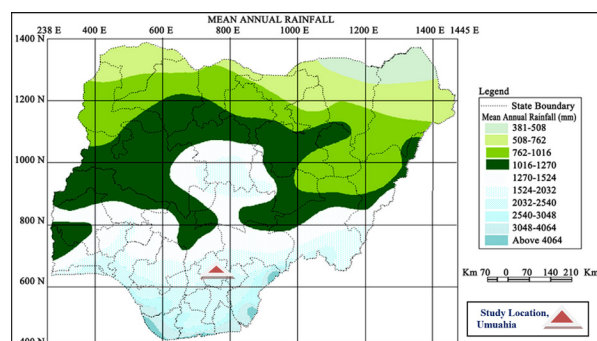 MEAN ANNUAL RAINFALL
238 E 400 E 600 E 800 E 1000 E 1200 E 1400 E 1445 E
1400 N
1200 N
1000 N
800 N
600 N
400 N
Legend
State Boundary
Mean Annual Rainfall (mm)
381-508
508-762
762-1016
1016-1270
1270-1524
1524-2032
2032-2540
2540-3048
3048-4064
Above 4064
Km 70 0 70 140 210 Km
Study Location,
Umuahia